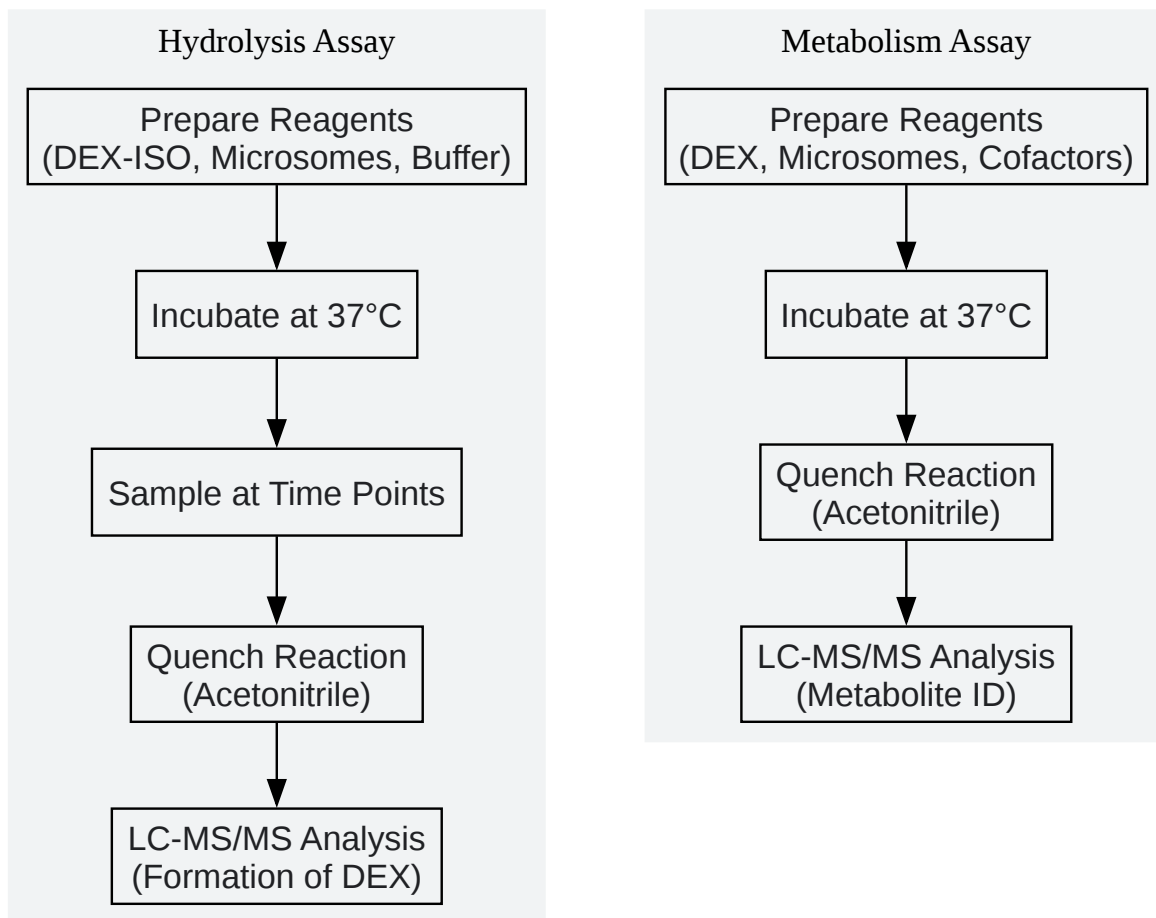 Hydrolysis Assay
Prepare Reagents
(DEX-ISO, Microsomes, Buffer)
Incubate at 37°C
Sample at Time Points
Quench Reaction
(Acetonitrile)
LC-MS/MS Analysis
(Formation of DEX)
Metabolism Assay
Prepare Reagents
(DEX, Microsomes, Cofactors)
Incubate at 37°C
Quench Reaction
(Acetonitrile)
LC-MS/MS Analysis
(Metabolite ID)